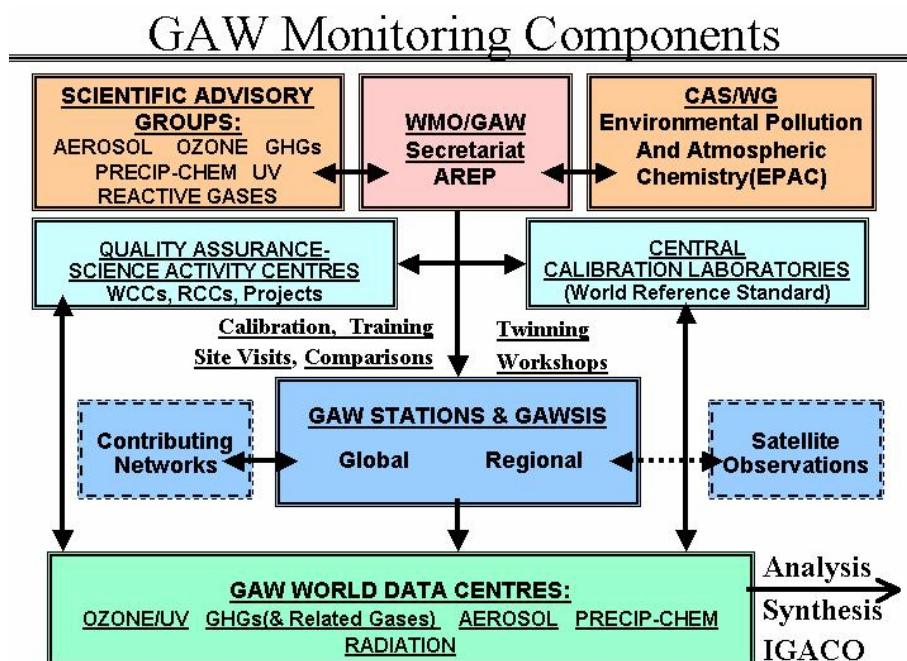 GAW Monitoring Components
SCIENTIFIC ADVISORY
GROUPS:
AEROSOL OZONE GHGs
PRECIP-CHEM UV
REACTIVE GASES
WMO/GAW
Secretariat
AREP
CAS/WG
Environmental Pollution
And Atmospheric
Chemistry(EPAC)
QUALITY ASSURANCE-
SCIENCE ACTIVITY CENTRES
WCCs, RCCs, Projects
CENTRAL
CALIBRATION LABORATORIES
(World Reference Standard)
Calibration, Training
Site Visits, Comparisons
Twinning
Workshops
Contributing
Networks
GAW STATIONS & GAWSIS
Global Regional
Satellite
Observations
GAW WORLD DATA CENTRES:
OZONE/UV GHGs(& Related Gases) AEROSOL PRECIP-CHEM
RADIATION
Analysis
Synthesis
IGACO